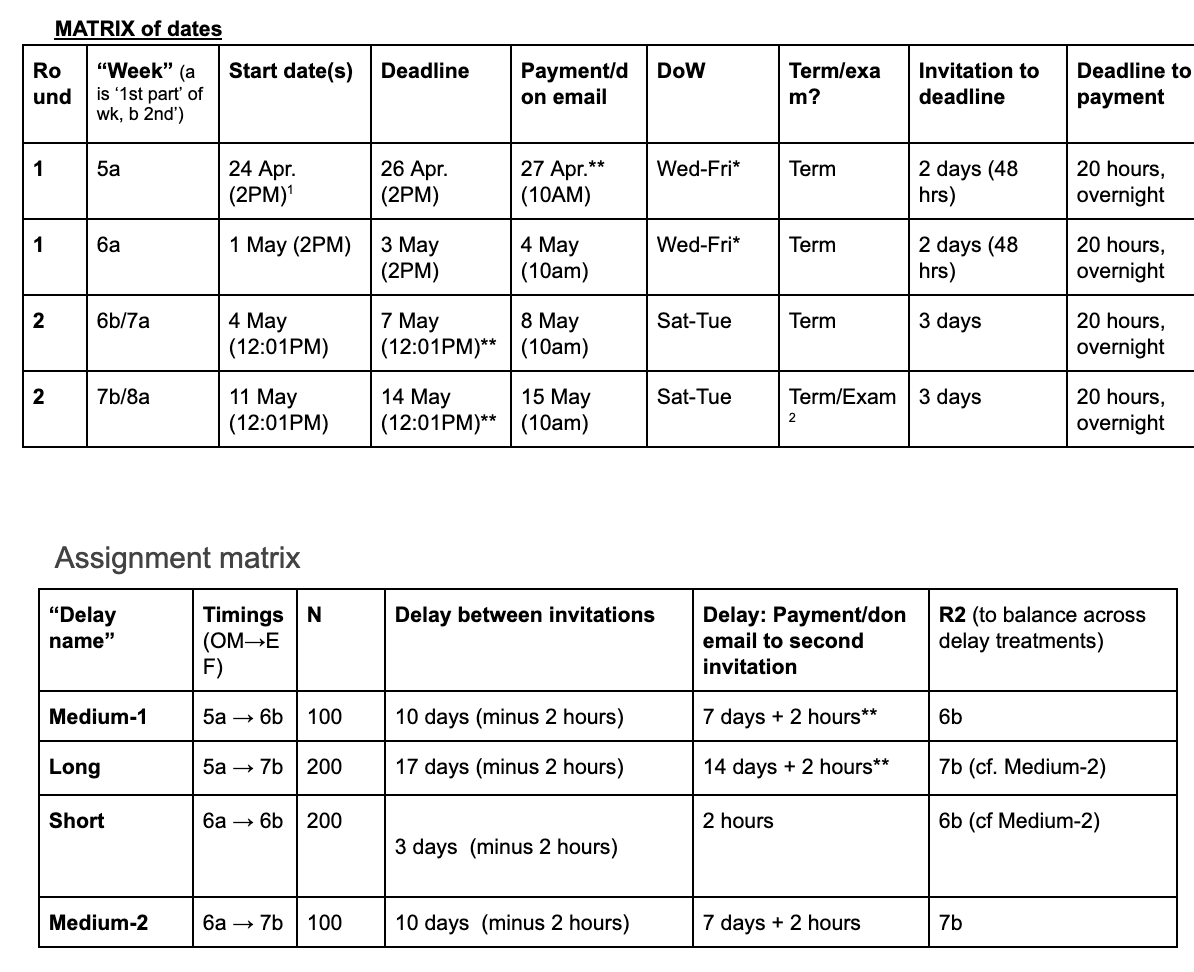 MATRIX of dates
Ro und | “Week” (a is ‘1st part’ of wk, b 2nd’) | Start date(s) | Deadline | Payment/d on email | DoW | Term/exa m? | Invitation to deadline | Deadline to payment
1 | 5a | 24 Apr. (2PM)¹ | 26 Apr. (2PM) | 27 Apr.** (10AM) | Wed-Fri* | Term | 2 days (48 hrs) | 20 hours, overnight
1 | 6a | 1 May (2PM) | 3 May (2PM) | 4 May (10am) | Wed-Fri* | Term | 2 days (48 hrs) | 20 hours, overnight
2 | 6b/7a | 4 May (12:01PM) | 7 May (12:01PM)** | 8 May (10am) | Sat-Tue | Term | 3 days | 20 hours, overnight
2 | 7b/8a | 11 May (12:01PM) | 14 May (12:01PM)** | 15 May (10am) | Sat-Tue | Term/Exam ² | 3 days | 20 hours, overnight
Assignment matrix
“Delay name” | Timings (OM→E F) | N | Delay between invitations | Delay: Payment/don email to second invitation | R2 (to balance across delay treatments)
Medium-1 | 5a → 6b | 100 | 10 days (minus 2 hours) | 7 days + 2 hours** | 6b
Long | 5a → 7b | 200 | 17 days (minus 2 hours) | 14 days + 2 hours** | 7b (cf. Medium-2)
Short | 6a → 6b | 200 | 3 days (minus 2 hours) | 2 hours | 6b (cf Medium-2)
Medium-2 | 6a → 7b | 100 | 10 days (minus 2 hours) | 7 days + 2 hours | 7b